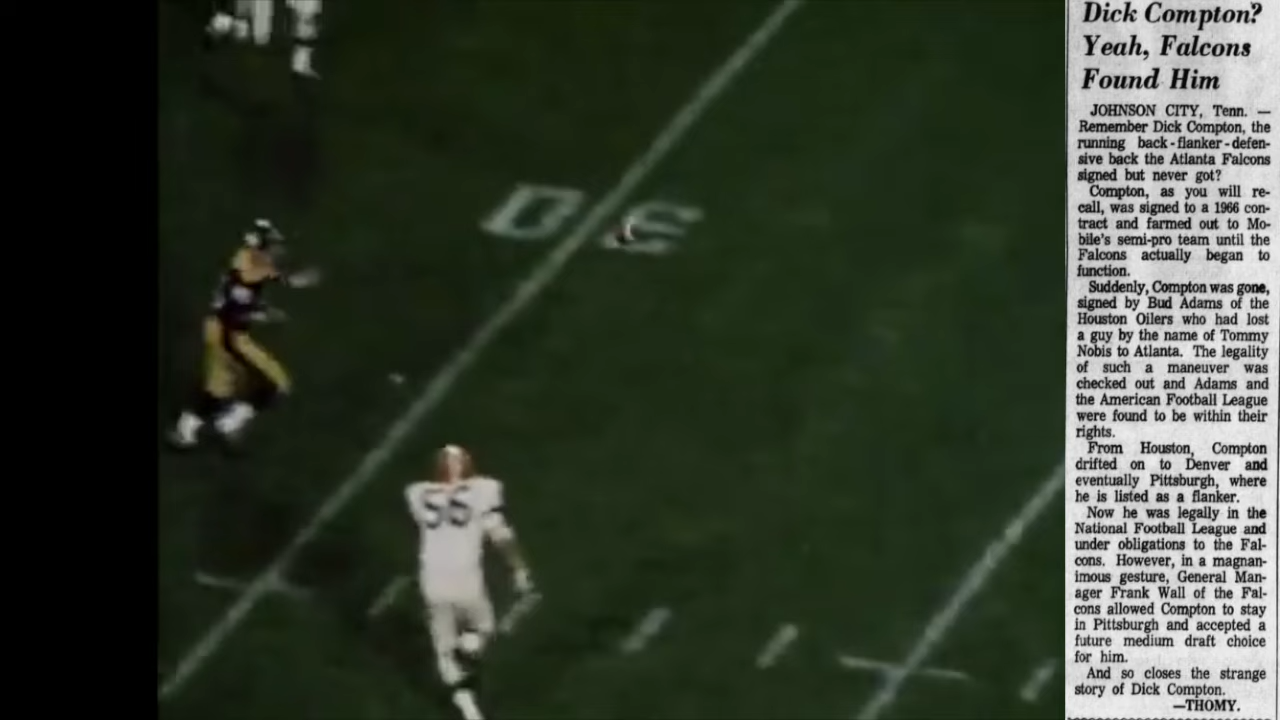 Dick Compton?
Yeah, Falcons
Found Him
JOHNSON CITY, Tenn. —
Remember Dick Compton, the
running back-flanker-defen-
sive back the Atlanta Falcons
signed but never got?
Compton, as you will re-
call, was signed to a 1966 con-
tract and farmed out to Mo-
bile's semi-pro team until the
Falcons actually began to
function.
Suddenly, Compton was gone,
signed by Bud Adams of the
Houston Oilers who had lost
a guy by the name of Tommy
Nobis to Atlanta. The legality
of such a maneuver was
checked out and Adams and
the American Football League
were found to be within their
rights.
From Houston, Compton
drifted on to Denver and
eventually Pittsburgh, where
he is listed as a flanker.
Now he was legally in the
National Football League and
under obligations to the Fal-
cons. However, in a magnan-
imous gesture, General Man-
ager Frank Wall of the Fal-
cons allowed Compton to stay
in Pittsburgh and accepted a
future medium draft choice
for him.
And so closes the strange
story of Dick Compton.
—THOMY.
56